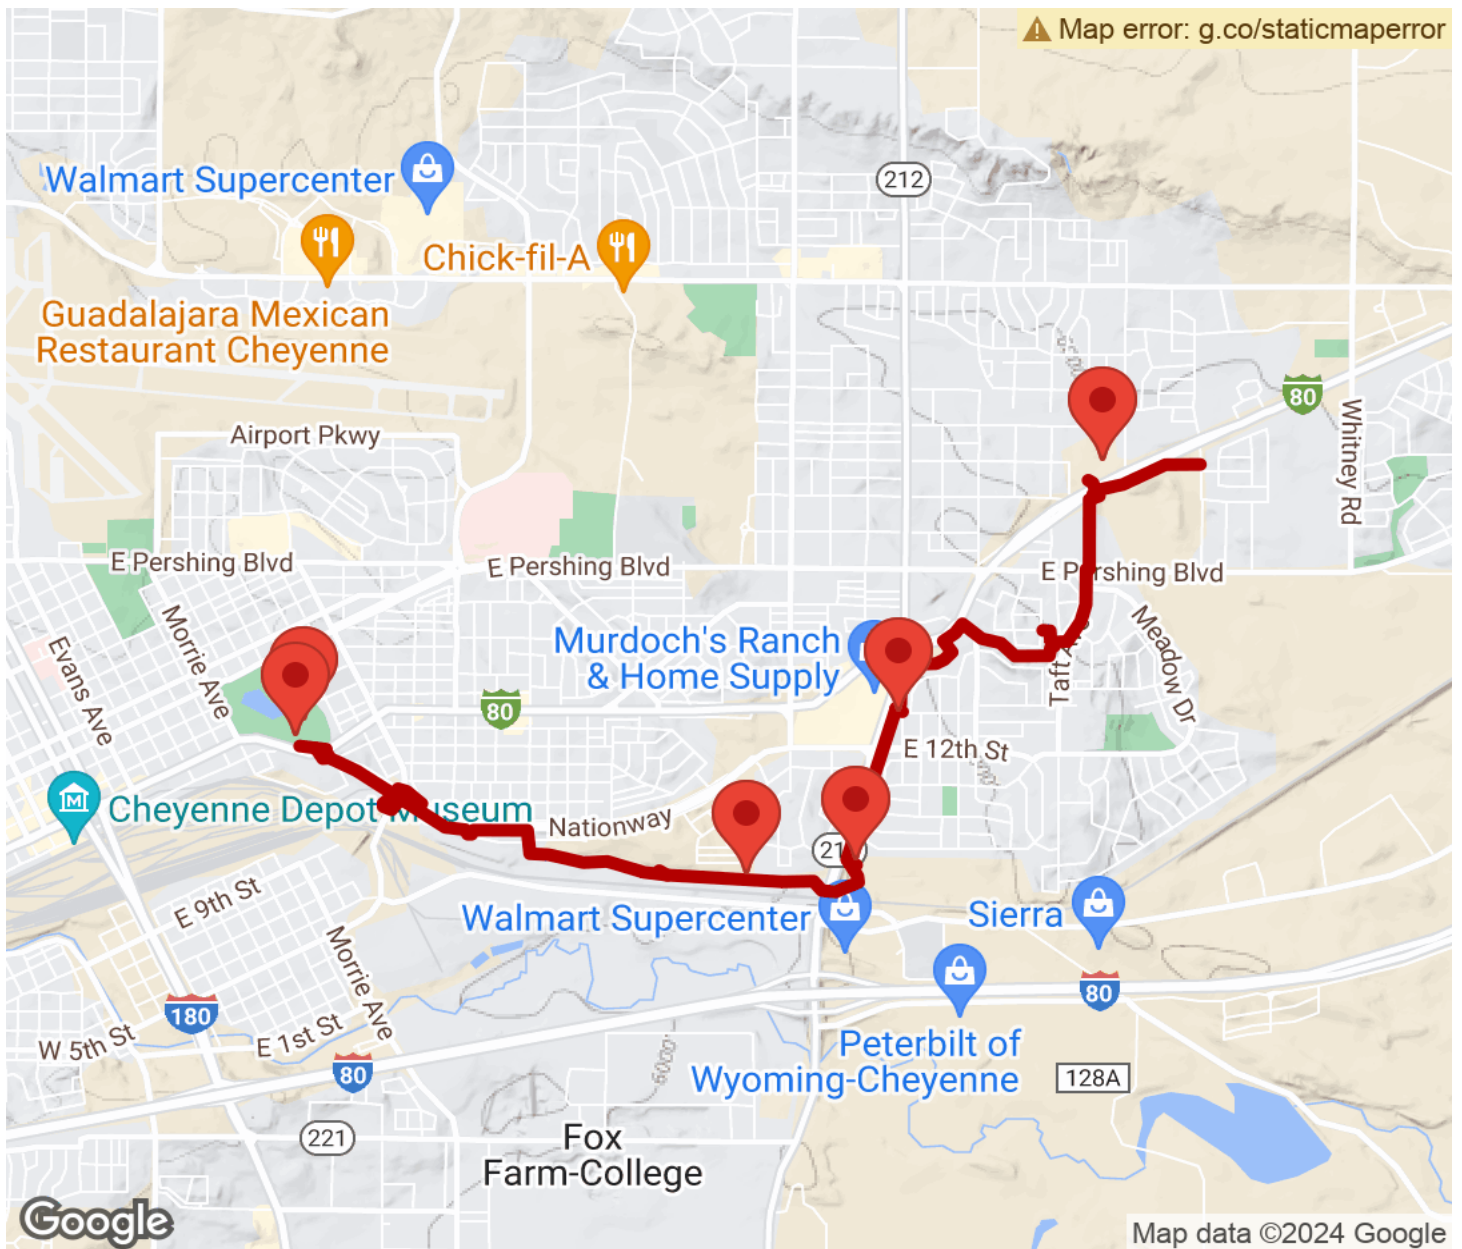 Map error: g.co/staticmaperror
Walmart Supercenter
212
Chick-fil-A
Guadalajara Mexican
Restaurant Cheyenne
80
Whitney Rd
Airport Pkwy
E Pershing Blvd
E Pershing Blvd
E P rshing Blvd
Morrie Ave
Evans Ave
Murdoch's Ranch
& Home Supply
Taft A
Meadow Dr
80
E 12th St
M
Cheyenne Depot Museum
Nationway
21
E 9th St
Walmart Supercenter
Sierra
Morrie Ave
80
180
W 5th St
E 1st St
80
6000
Peterbilt of
Wyoming-Cheyenne
128A
221
Fox
Farm-College
Google
Map data ©2024 Google